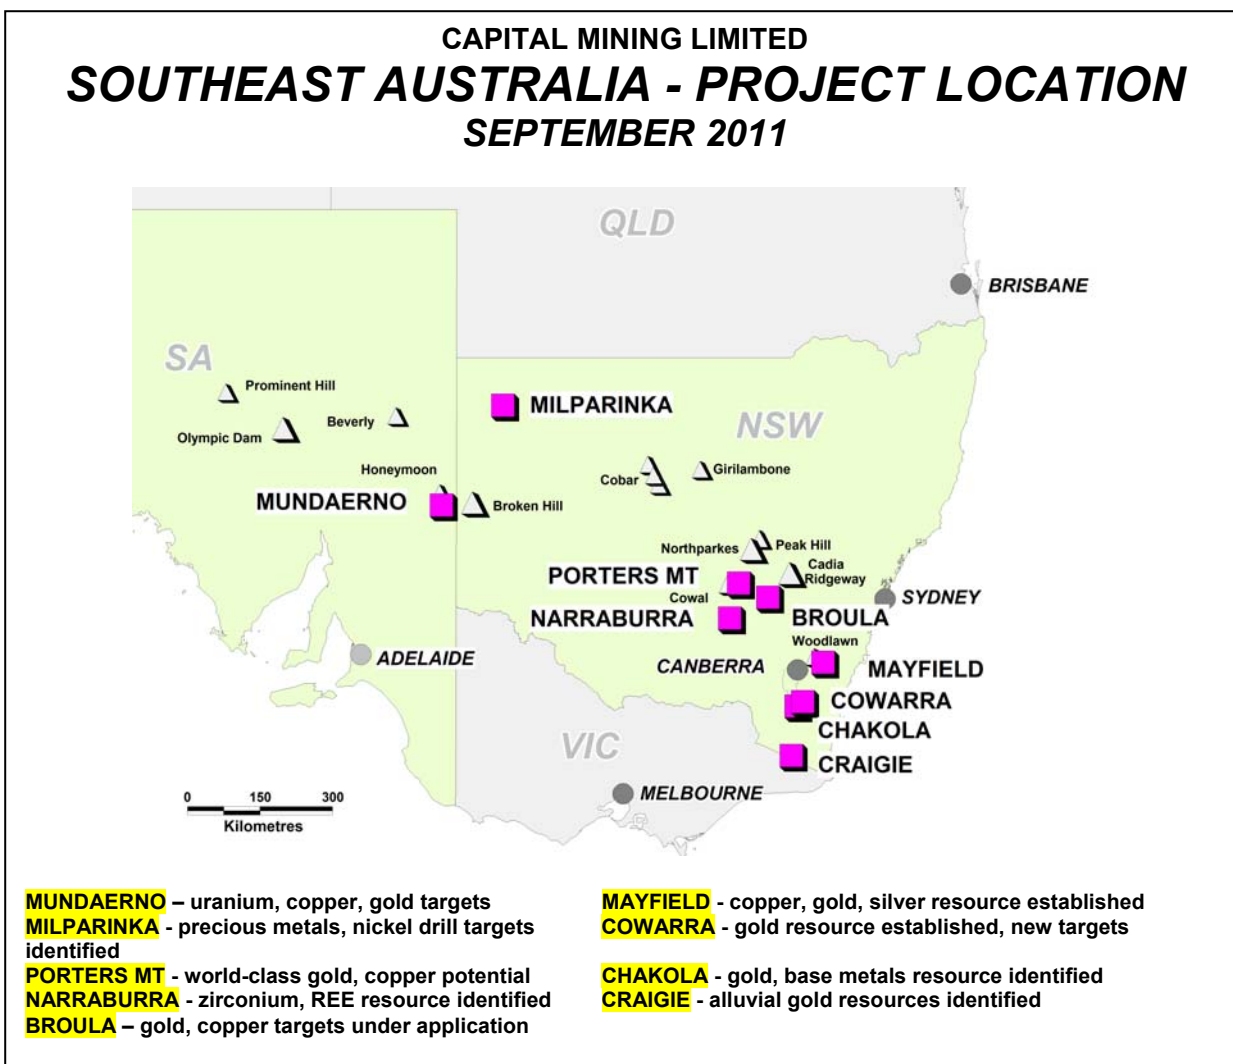 CAPITAL MINING LIMITED
SOUTHEAST AUSTRALIA - PROJECT LOCATION
SEPTEMBER 2011
QLD
BRISBANE
SA
Prominent Hill
MILPARINKA
NSW
Beverly
Olympic Dam
Honeymoon
Cobar
Girilambone
MUNDAERNO
Broken Hill
Northparkes
Peak Hill
PORTERS MT
Cadia
Ridgeway
Cowal
SYDNEY
NARRABURRA
BROULA
Woodlawn
ADELAIDE
CANBERRA
MAYFIELD
COWARRA
CHAKOLA
VIC
CRAIGIE
MELBOURNE
0 150 300
Kilometres
MUNDAERNO – uranium, copper, gold targets
MILPARINKA - precious metals, nickel drill targets
identified
PORTERS MT - world-class gold, copper potential
NARRABURRA - zirconium, REE resource identified
BROULA – gold, copper targets under application
MAYFIELD - copper, gold, silver resource established
COWARRA - gold resource established, new targets
CHAKOLA - gold, base metals resource identified
CRAIGIE - alluvial gold resources identified